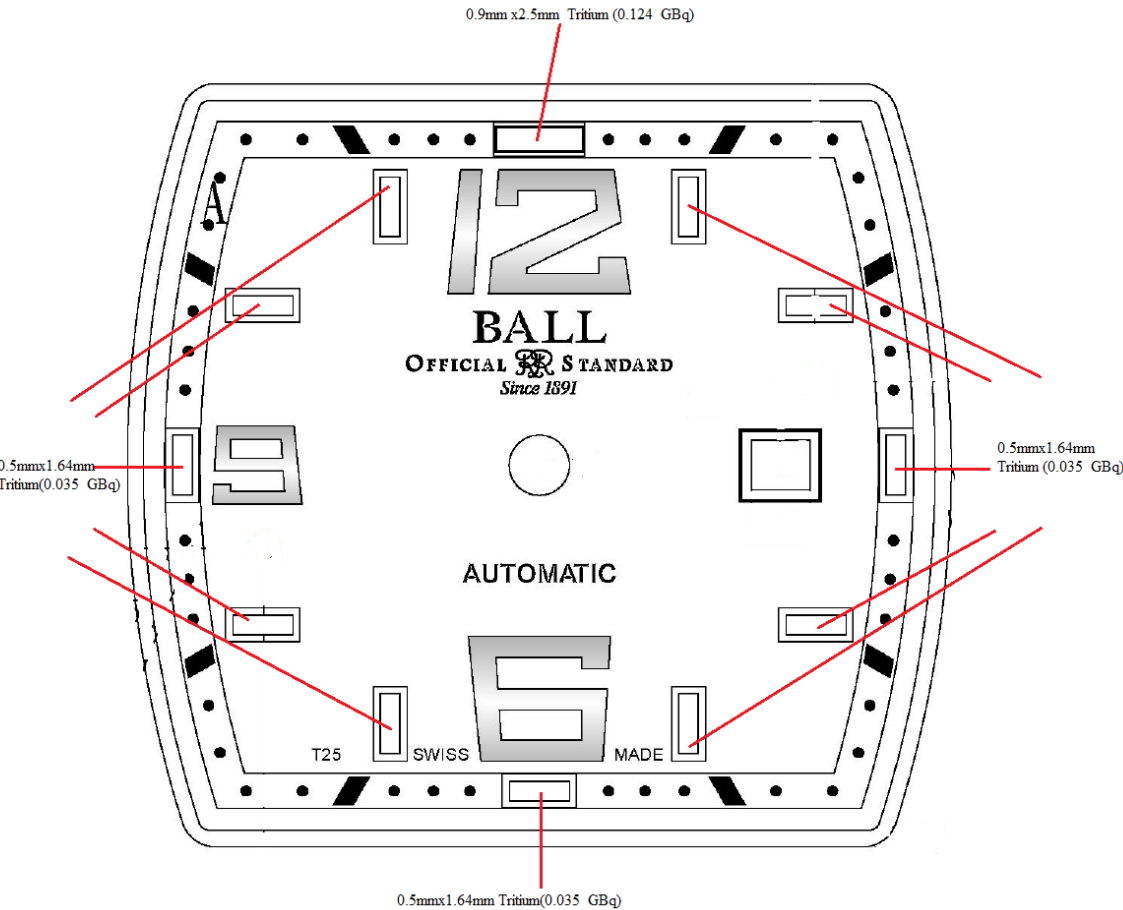 0.9mm x2.5mm Tritium (0.124 GBq)
A
12
BALL
OFFICIAL RR STANDARD
Since 1891
9
0.5mmx1.64mm
Tritium(0.035 GBq)
0.5mmx1.64mm
Tritium (0.035 GBq)
AUTOMATIC
6
T25 SWISS MADE
0.5mmx1.64mm Tritium(0.035 GBq)